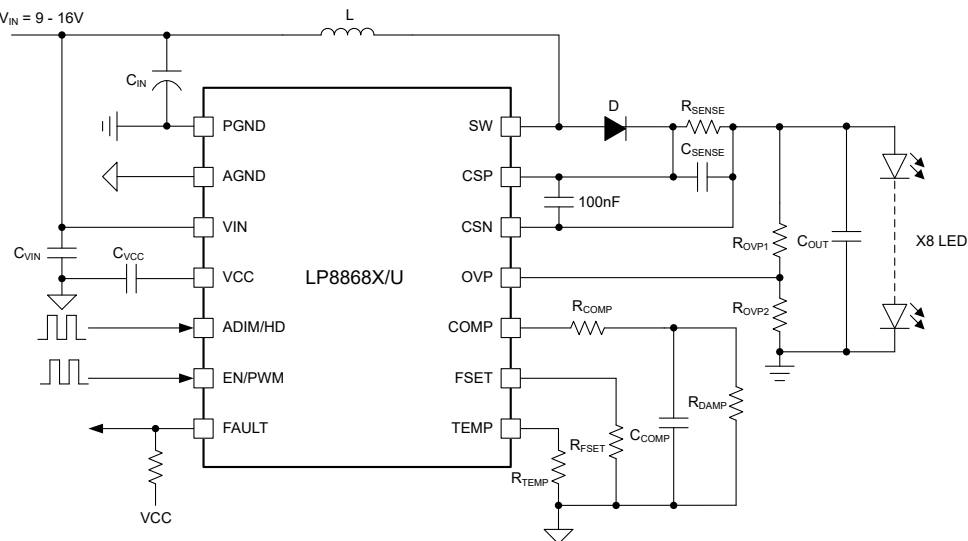 V_IN = 9 - 16V
L
C_IN
PGND
SW
D
R_SENSE
AGND
CSP
C_SENSE
VIN
CSN
100nF
C_VIN
C_VCC
VCC
LP8868X/U
OVP
R_OVP1
C_OUT
X8 LED
ADIM/HD
COMP
R_COMP
R_OVP2
EN/PWM
FSET
R_DAMP
FAULT
TEMP
R_FSET
C_COMP
R_TEMP
VCC